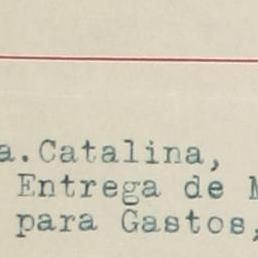 a.Catalina,
Entrega de M
para Gastos,